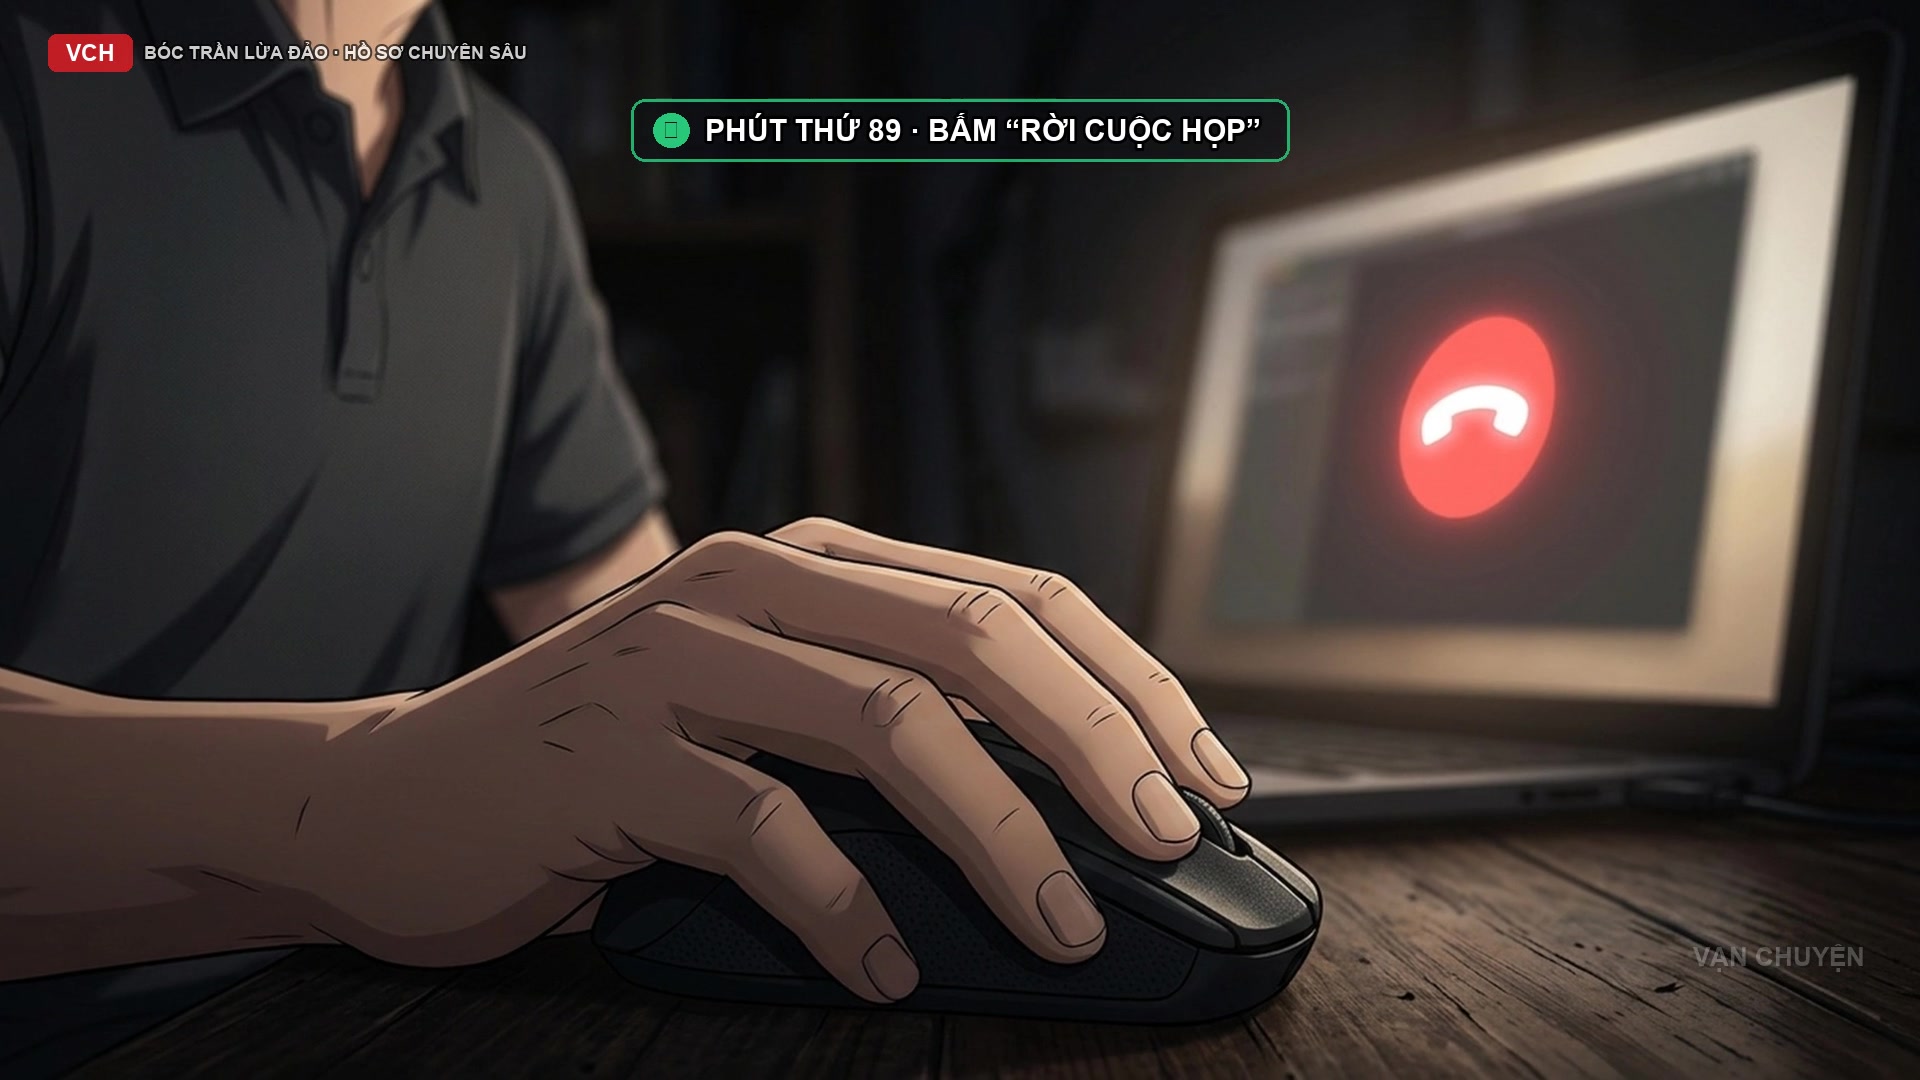 VCH BÓC TRẦN LỪA ĐẢO · HỒ SƠ CHUYÊN SÂU
PHÚT THỨ 89 · BẤM “RỜI CUỘC HỌP”
VẠN CHUYỆN